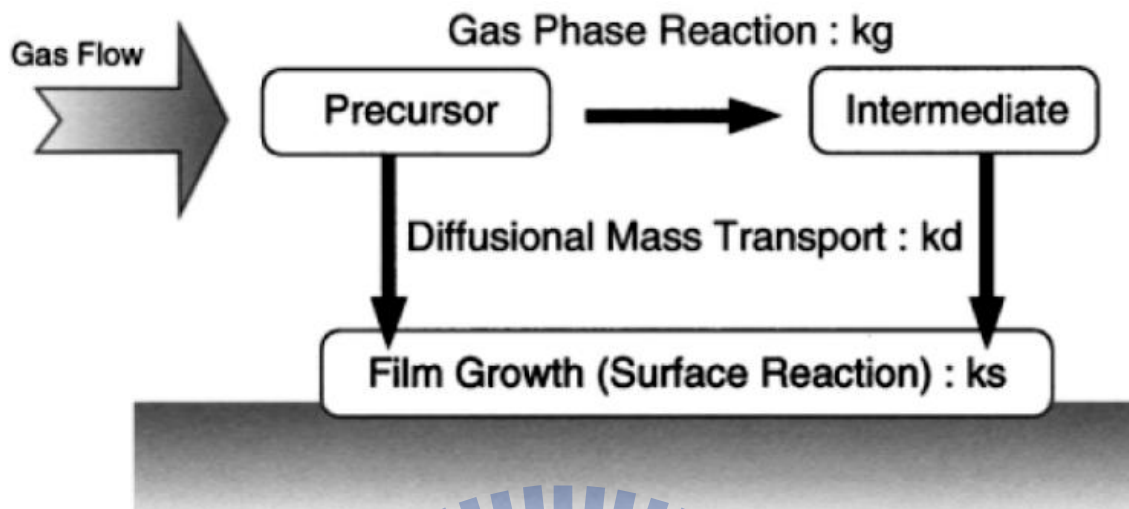 Gas Phase Reaction : kg
Gas Flow
Precursor
Intermediate
Diffusional Mass Transport : kd
Film Growth (Surface Reaction) : ks